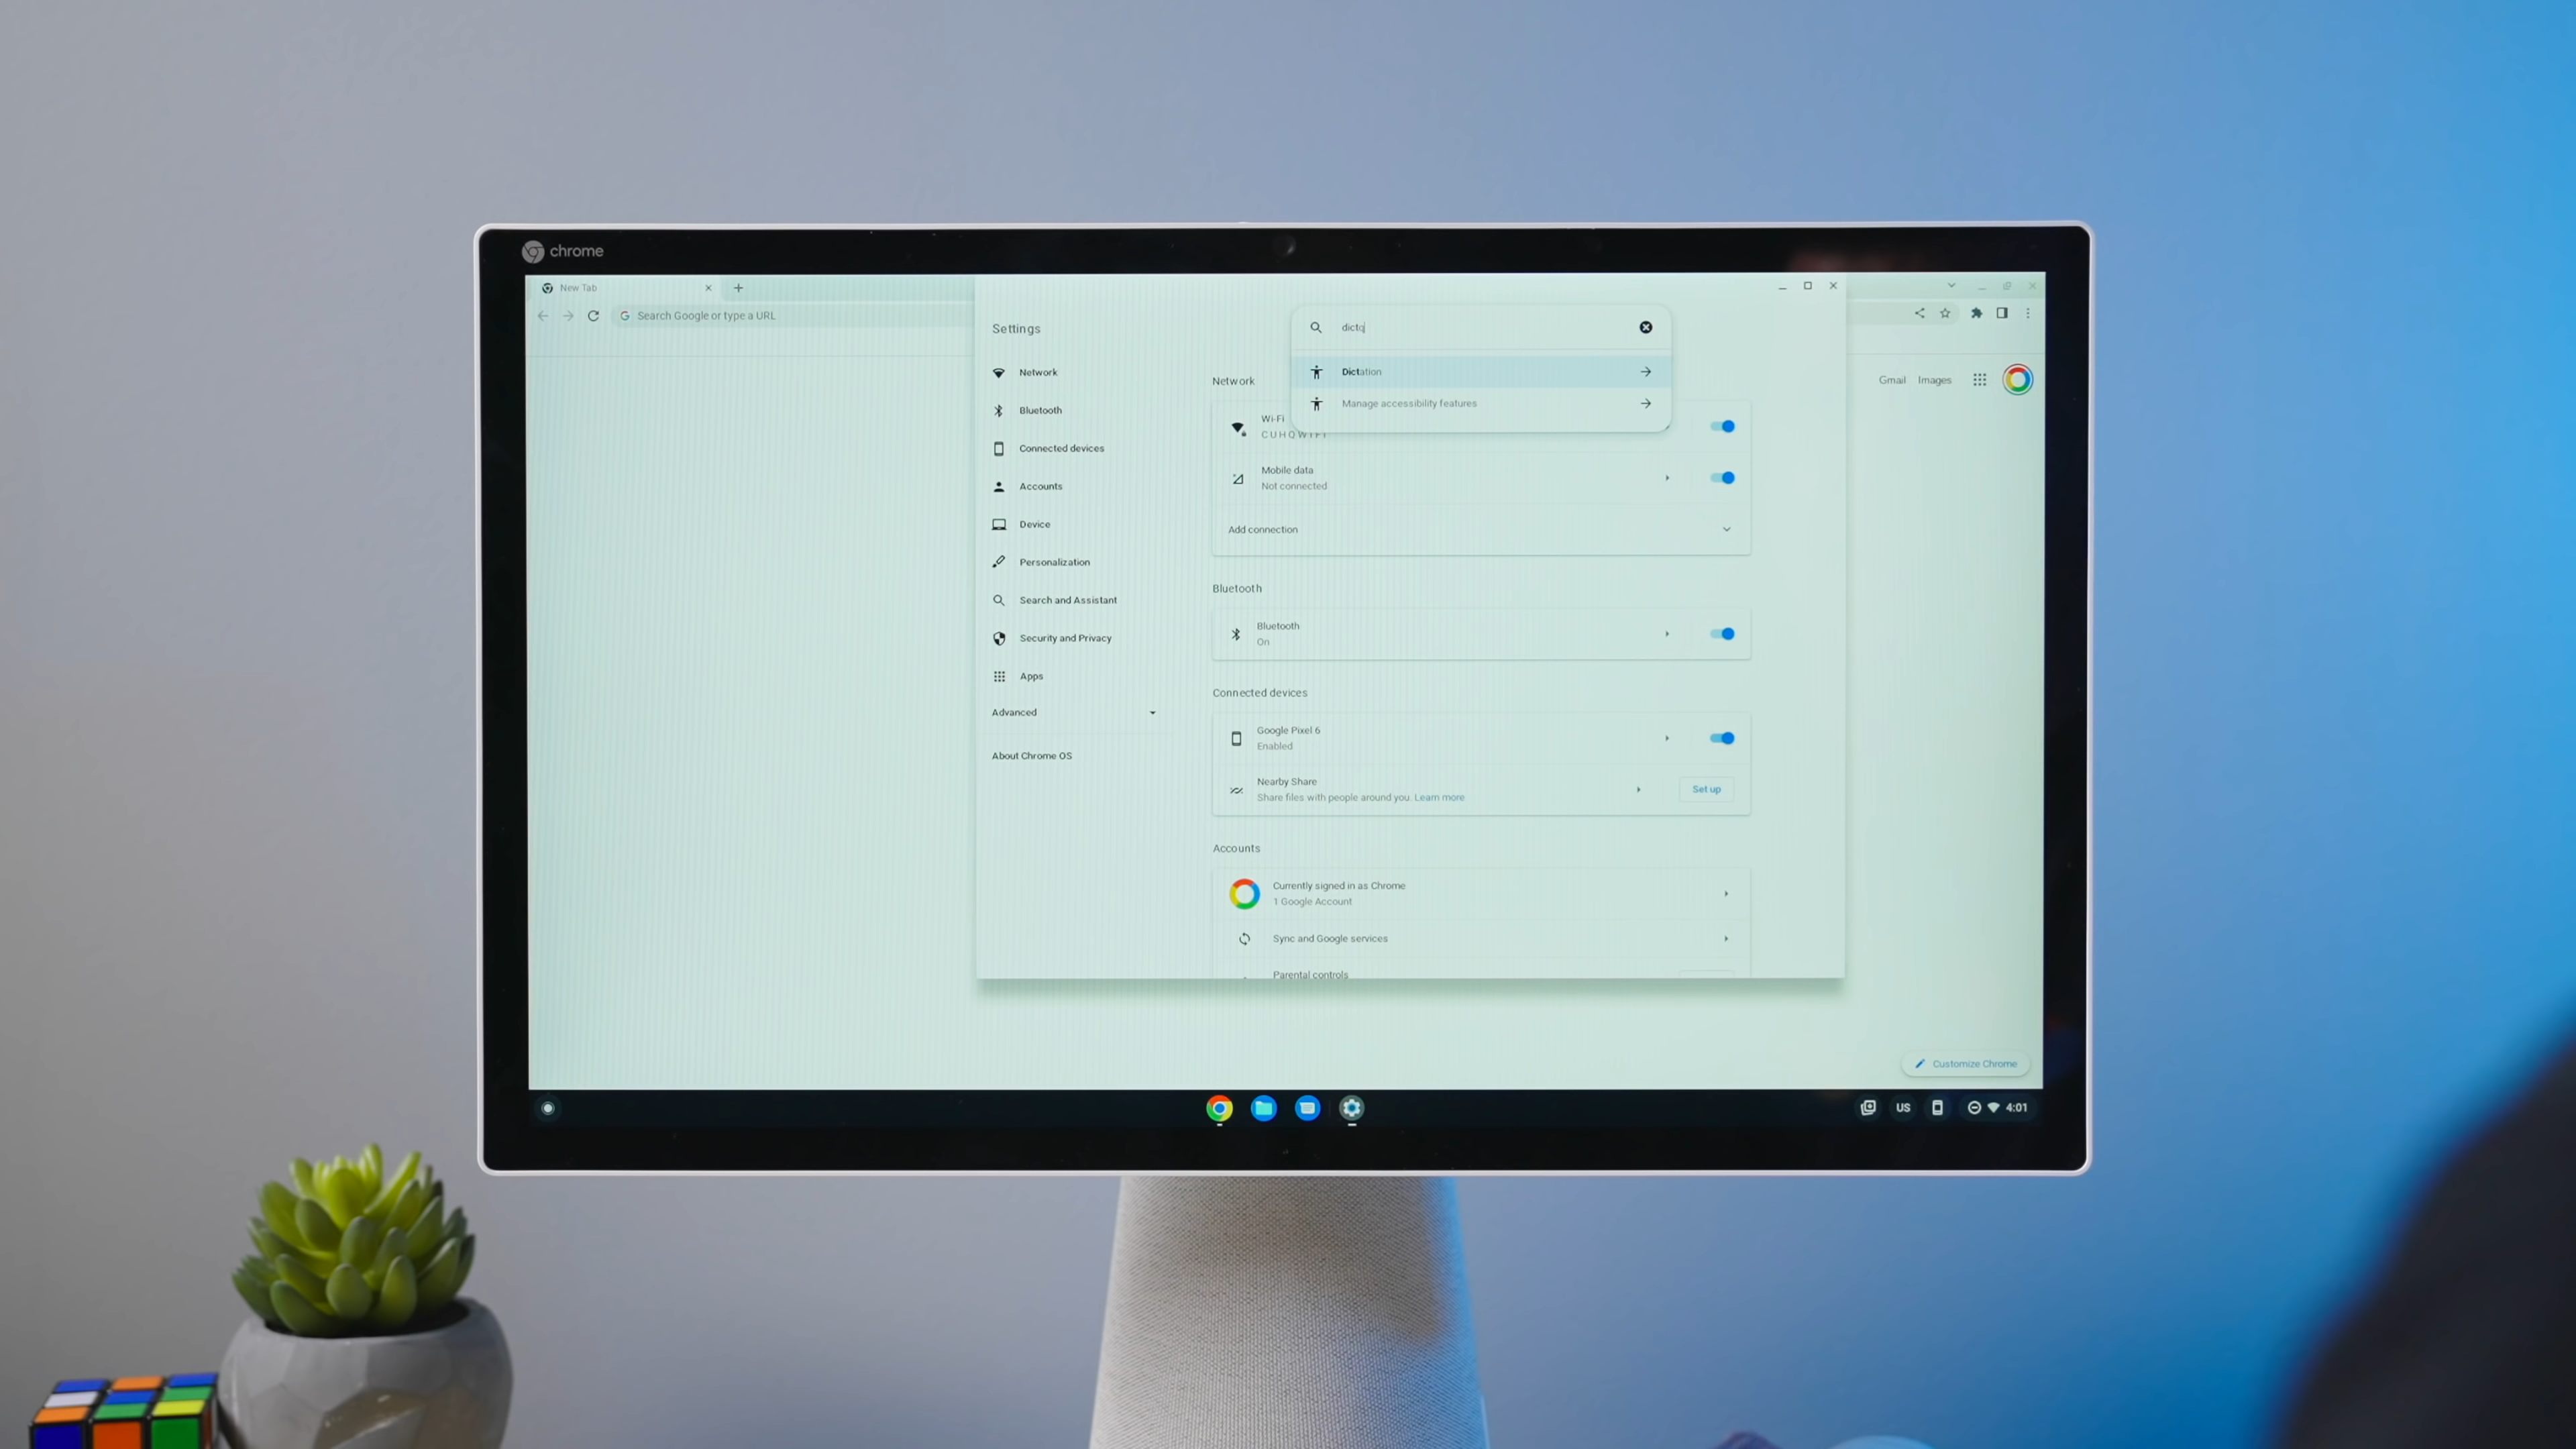 chrome
New Tab
Search Google or type a URL
Gmail Images
Settings
Network
Bluetooth
Connected devices
Accounts
Device
Personalization
Search and Assistant
Security and Privacy
Apps
Advanced
About Chrome OS
Dictation
Manage accessibility features
Network
Wi-Fi
Mobile data
Not connected
Add connection
Bluetooth
Bluetooth
On
Connected devices
Google Pixel 6
Enabled
Nearby Share
Share files with people around you. Learn more
Set up
Accounts
Currently signed in as Chrome
1 Google Account
Sync and Google services
Parental controls
Customize Chrome
US 4:01